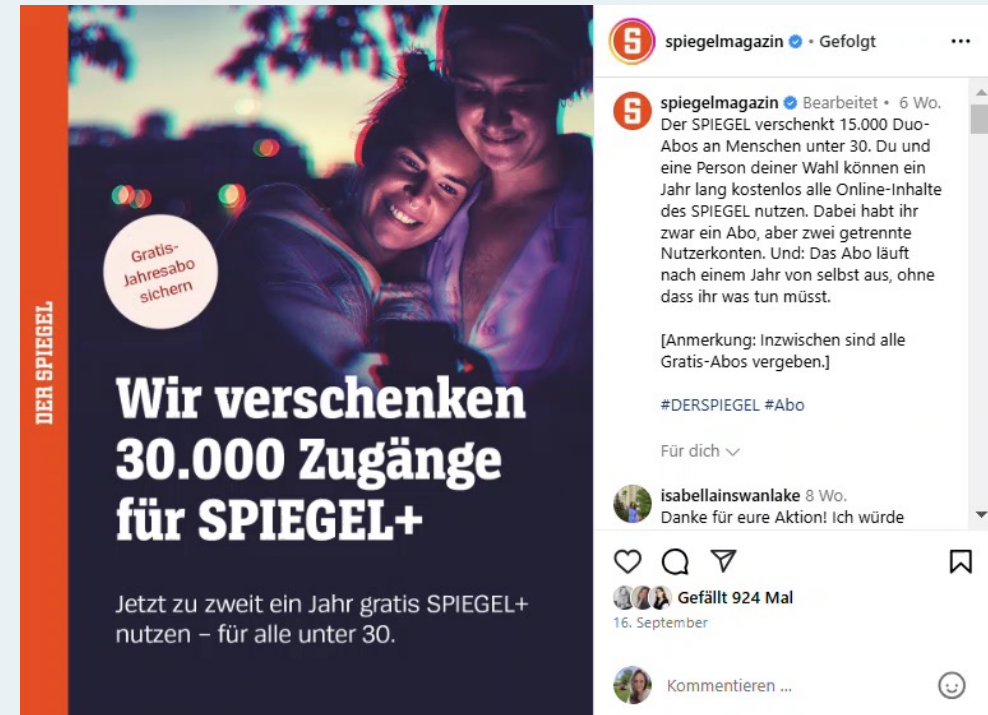 DER SPIEGEL
Gratis-
Jahresabo
sichern
Wir verschenken
30.000 Zugänge
für SPIEGEL+
Jetzt zu zweit ein Jahr gratis SPIEGEL+
nutzen – für alle unter 30.
S
spiegelmagazin • Gefolgt
S
spiegelmagazin Bearbeitet • 6 Wo.
Der SPIEGEL verschenkt 15.000 Duo-
Abos an Menschen unter 30. Du und
eine Person deiner Wahl können ein
Jahr lang kostenlos alle Online-Inhalte
des SPIEGEL nutzen. Dabei habt ihr
zwar ein Abo, aber zwei getrennte
Nutzerkonten. Und: Das Abo läuft
nach einem Jahr von selbst aus, ohne
dass ihr was tun müsst.
[Anmerkung: Inzwischen sind alle
Gratis-Abos vergeben.]
#DERSPIEGEL #Abo
Für dich
isabellainswanlake 8 Wo.
Danke für eure Aktion! Ich würde
Gefällt 924 Mal
16. September
Kommentieren ...